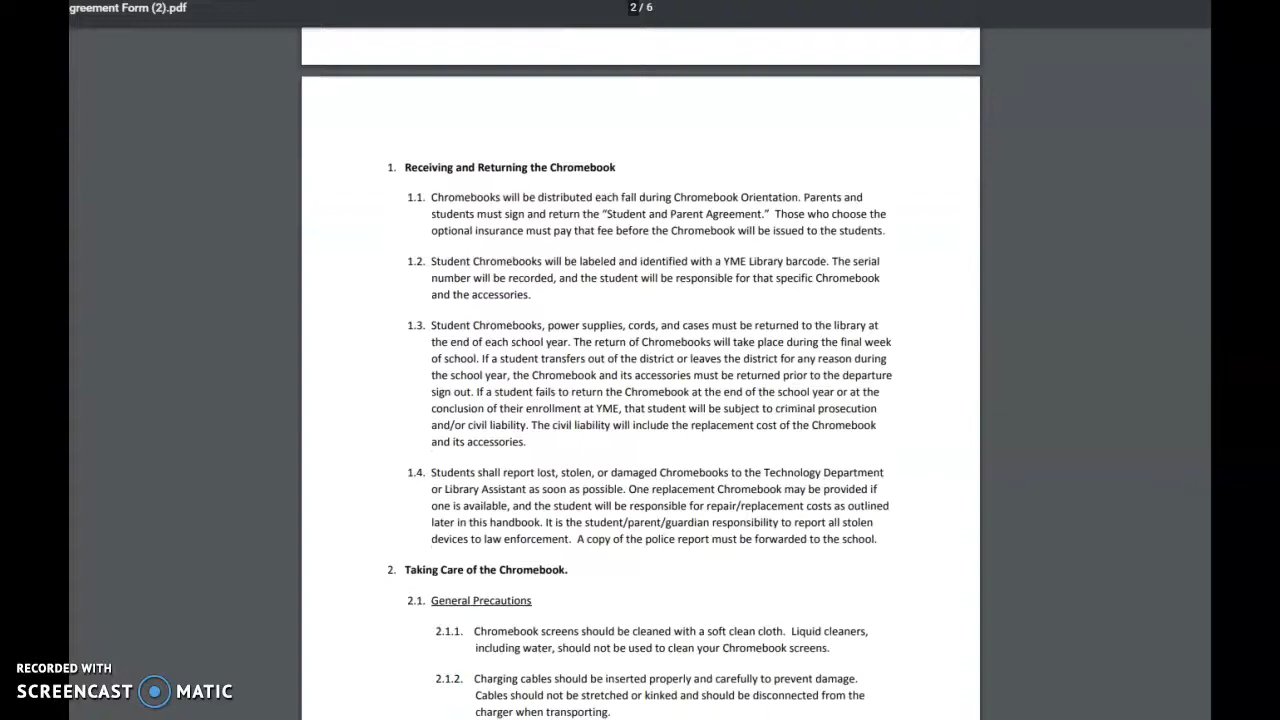 greement Form (2).pdf
2 / 6
1. Receiving and Returning the Chromebook
1.1. Chromebooks will be distributed each fall during Chromebook Orientation. Parents and
students must sign and return the “Student and Parent Agreement.” Those who choose the
optional insurance must pay that fee before the Chromebook will be issued to the students.
1.2. Student Chromebooks will be labeled and identified with a YME Library barcode. The serial
number will be recorded, and the student will be responsible for that specific Chromebook
and the accessories.
1.3. Student Chromebooks, power supplies, cords, and cases must be returned to the library at
the end of each school year. The return of Chromebooks will take place during the final week
of school. If a student transfers out of the district or leaves the district for any reason during
the school year, the Chromebook and its accessories must be returned prior to the departure
sign out. If a student fails to return the Chromebook at the end of the school year or at the
conclusion of their enrollment at YME, that student will be subject to criminal prosecution
and/or civil liability. The civil liability will include the replacement cost of the Chromebook
and its accessories.
1.4. Students shall report lost, stolen, or damaged Chromebooks to the Technology Department
or Library Assistant as soon as possible. One replacement Chromebook may be provided if
one is available, and the student will be responsible for repair/replacement costs as outlined
later in this handbook. It is the student/parent/guardian responsibility to report all stolen
devices to law enforcement. A copy of the police report must be forwarded to the school.
2. Taking Care of the Chromebook.
2.1. General Precautions
2.1.1. Chromebook screens should be cleaned with a soft clean cloth. Liquid cleaners,
including water, should not be used to clean your Chromebook screens.
2.1.2. Charging cables should be inserted properly and carefully to prevent damage.
Cables should not be stretched or kinked and should be disconnected from the
charger when transporting.
RECORDED WITH
SCREENCAST MATIC